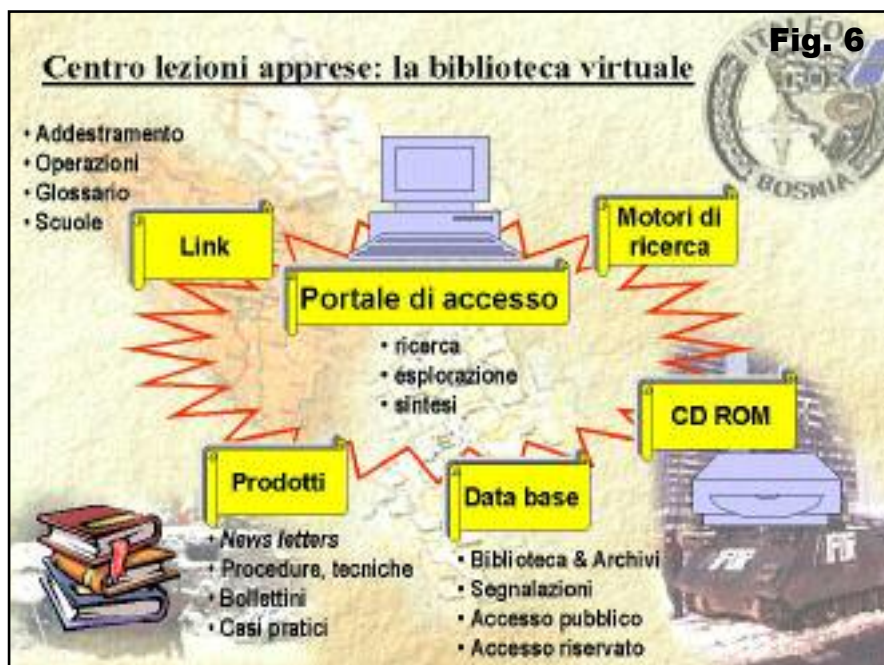 Fig. 6
Centro lezioni apprese: la biblioteca virtuale
• Addestramento
• Operazioni
• Glossario
• Scuole
Link
Motori di
ricerca
Portale di accesso
• ricerca
• esplorazione
• sintesi
CD ROM
Prodotti
Data base
• News letters
• Procedure, tecniche
• Bollettini
• Casi pratici
• Biblioteca & Archivi
• Segnalazioni
• Accesso pubblico
• Accesso riservato
BOSNIA